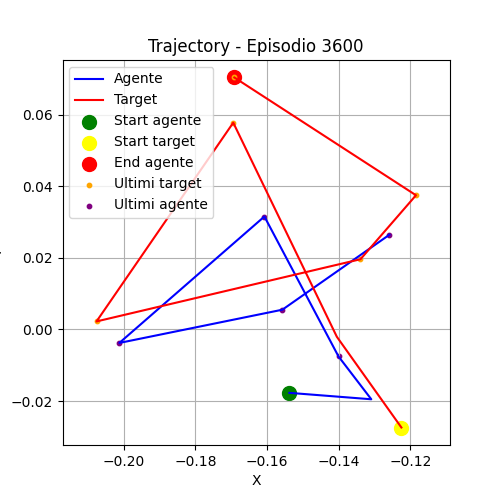 Trajectory - Episodio 3600
Agente
Target
Start agente
Start target
End agente
Ultimi target
Ultimi agente
0.06
0.04
0.02
0.00
−0.02
−0.20
−0.18
−0.16
−0.14
−0.12
X